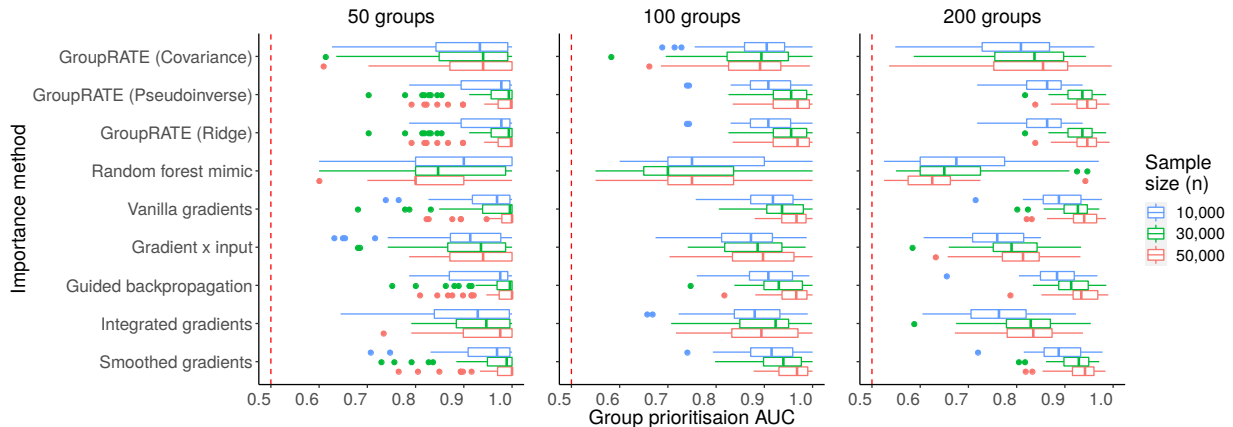 50 groups
100 groups
200 groups
Importance method
GroupRATE (Covariance)
GroupRATE (Pseudoinverse)
GroupRATE (Ridge)
Random forest mimic
Vanilla gradients
Gradient x input
Guided backpropagation
Integrated gradients
Smoothed gradients
0.5 0.6 0.7 0.8 0.9 1.0
0.5 0.6 0.7 0.8 0.9 1.0
0.5 0.6 0.7 0.8 0.9 1.0
Group prioritisaion AUC
Sample
size (n)
10,000
30,000
50,000